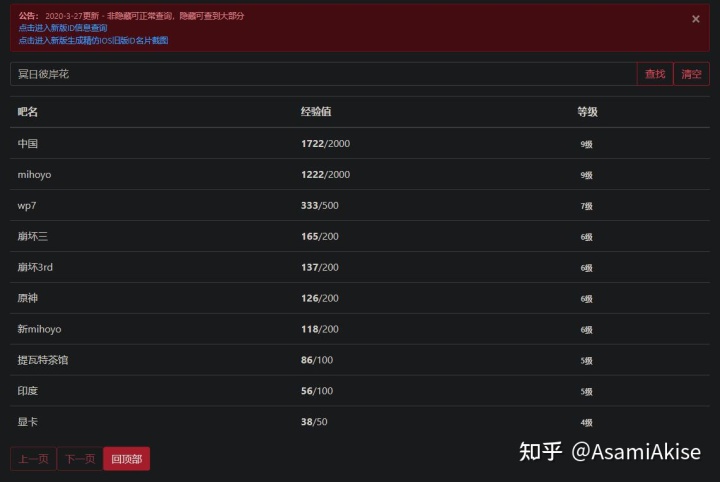 公告： 2020-3-27更新 - 非隐藏可正常查询，隐藏可查到大部分
点击进入新版ID信息查询
点击进入新版生成精仿IOS旧版ID名片截图
×
冥日彼岸花 查找 清空
吧名 经验值 等级
中国 1722/2000 9级
mihoyo 1222/2000 9级
wp7 333/500 7级
崩坏三 165/200 6级
崩坏3rd 137/200 6级
原神 126/200 6级
新mihoyo 118/200 6级
提瓦特茶馆 86/100 5级
印度 56/100 5级
显卡 38/50 4级
上一页 下一页 回顶部
知乎 @AsamiAkise